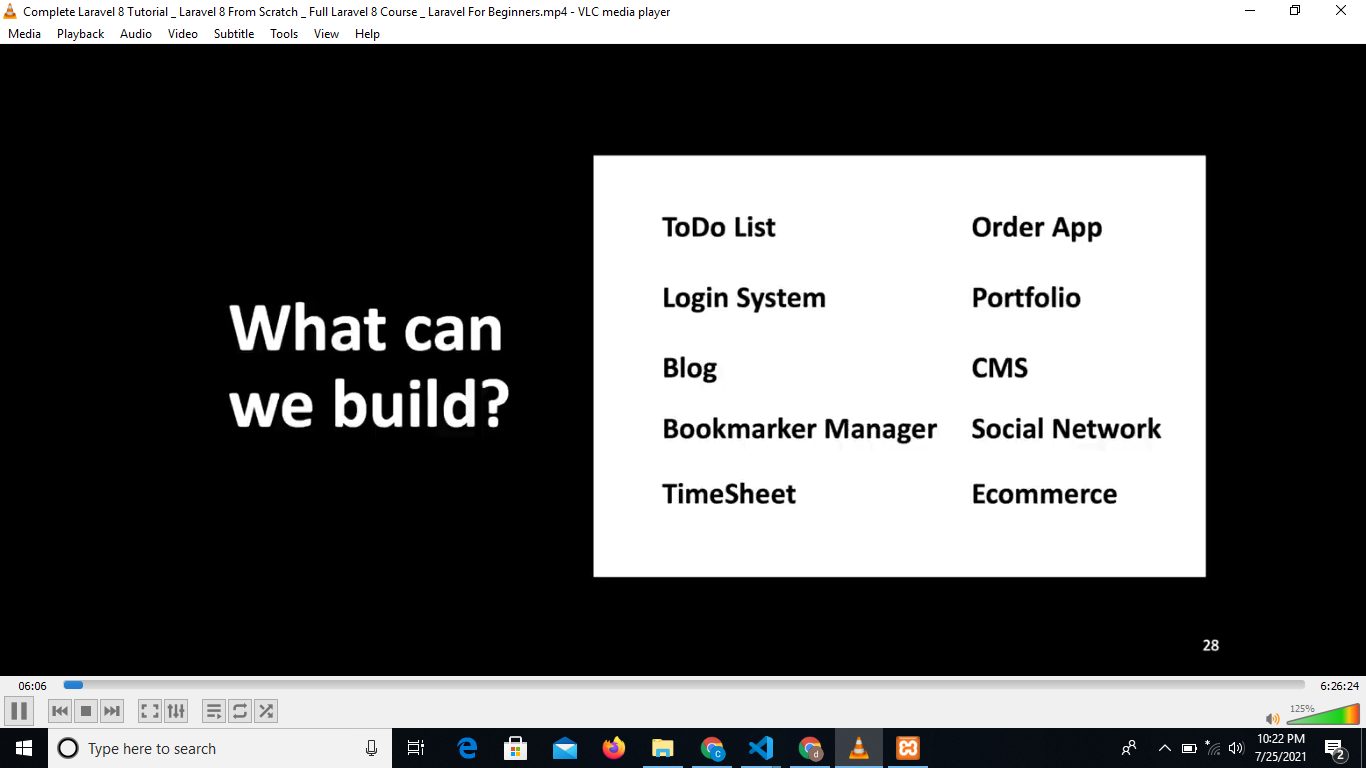 Complete Laravel 8 Tutorial _ Laravel 8 From Scratch _ Full Laravel 8 Course _ Laravel For Beginners.mp4 - VLC media player
Media Playback Audio Video Subtitle Tools View Help
What can
we build?
ToDo List
Order App
Login System
Portfolio
Blog
CMS
Bookmarker Manager
Social Network
TimeSheet
Ecommerce
28
06:06
6:26:24
125%
Type here to search
C
d
10:22 PM
7/25/2021
2